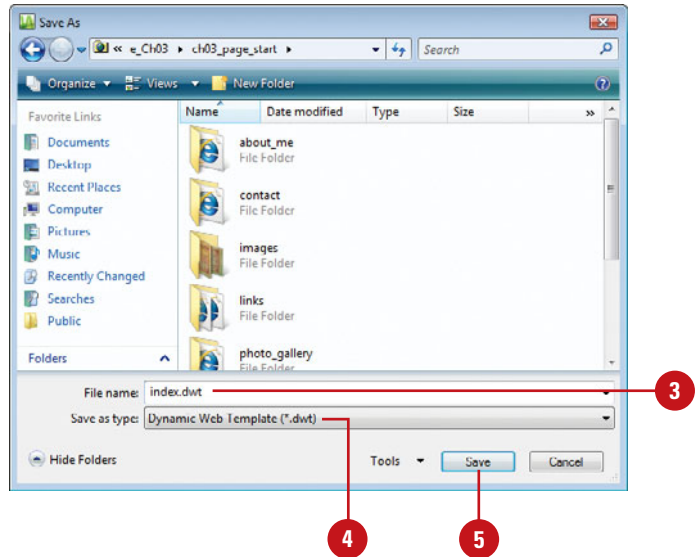 Save As
« e_Ch03 ▸ ch03_page_start ▸ Search
Organize Views New Folder
Favorite Links
Documents
Desktop
Recent Places
Computer
Pictures
Music
Recently Changed
Searches
Public
Folders
Name Date modified Type Size »
about_me
File Folder
contact
File Folder
images
File Folder
links
File Folder
photo_gallery
File Folder
File name: index.dwt
3
Save as type: Dynamic Web Template (*.dwt)
Hide Folders Tools Save Cancel
4 5